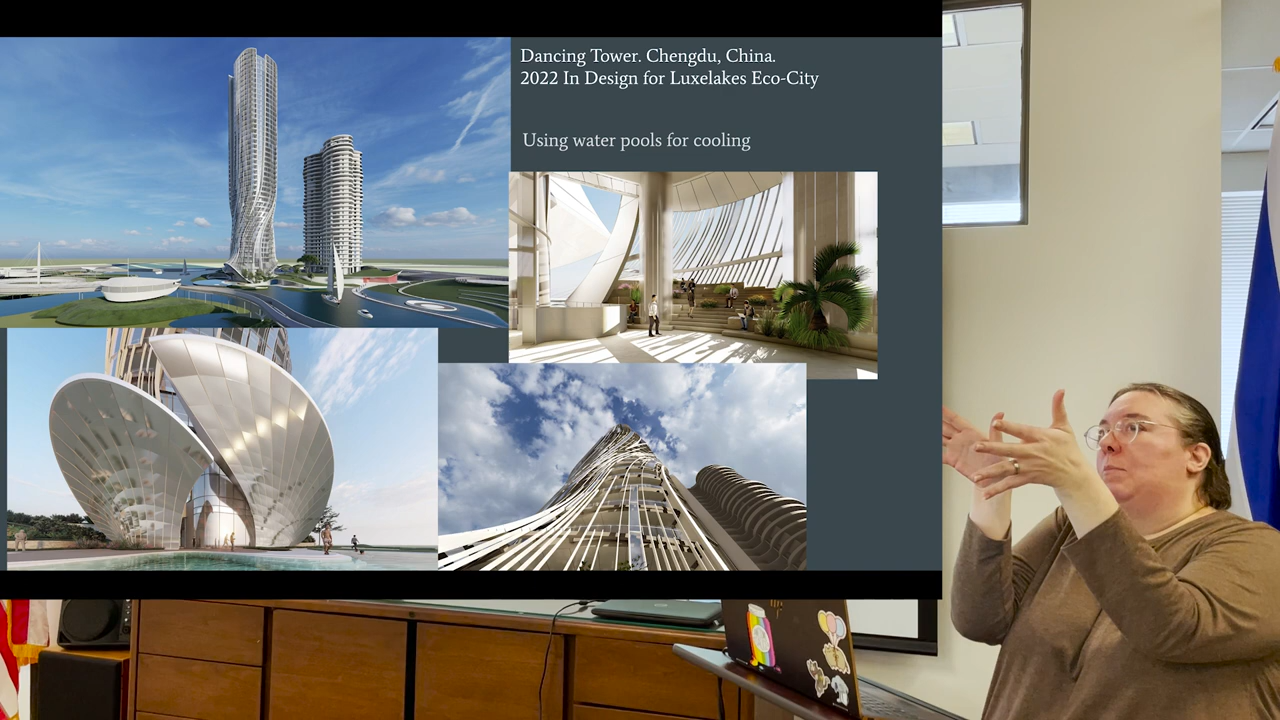 Dancing Tower. Chengdu, China.
2022 In Design for Luxelakes Eco-City
Using water pools for cooling